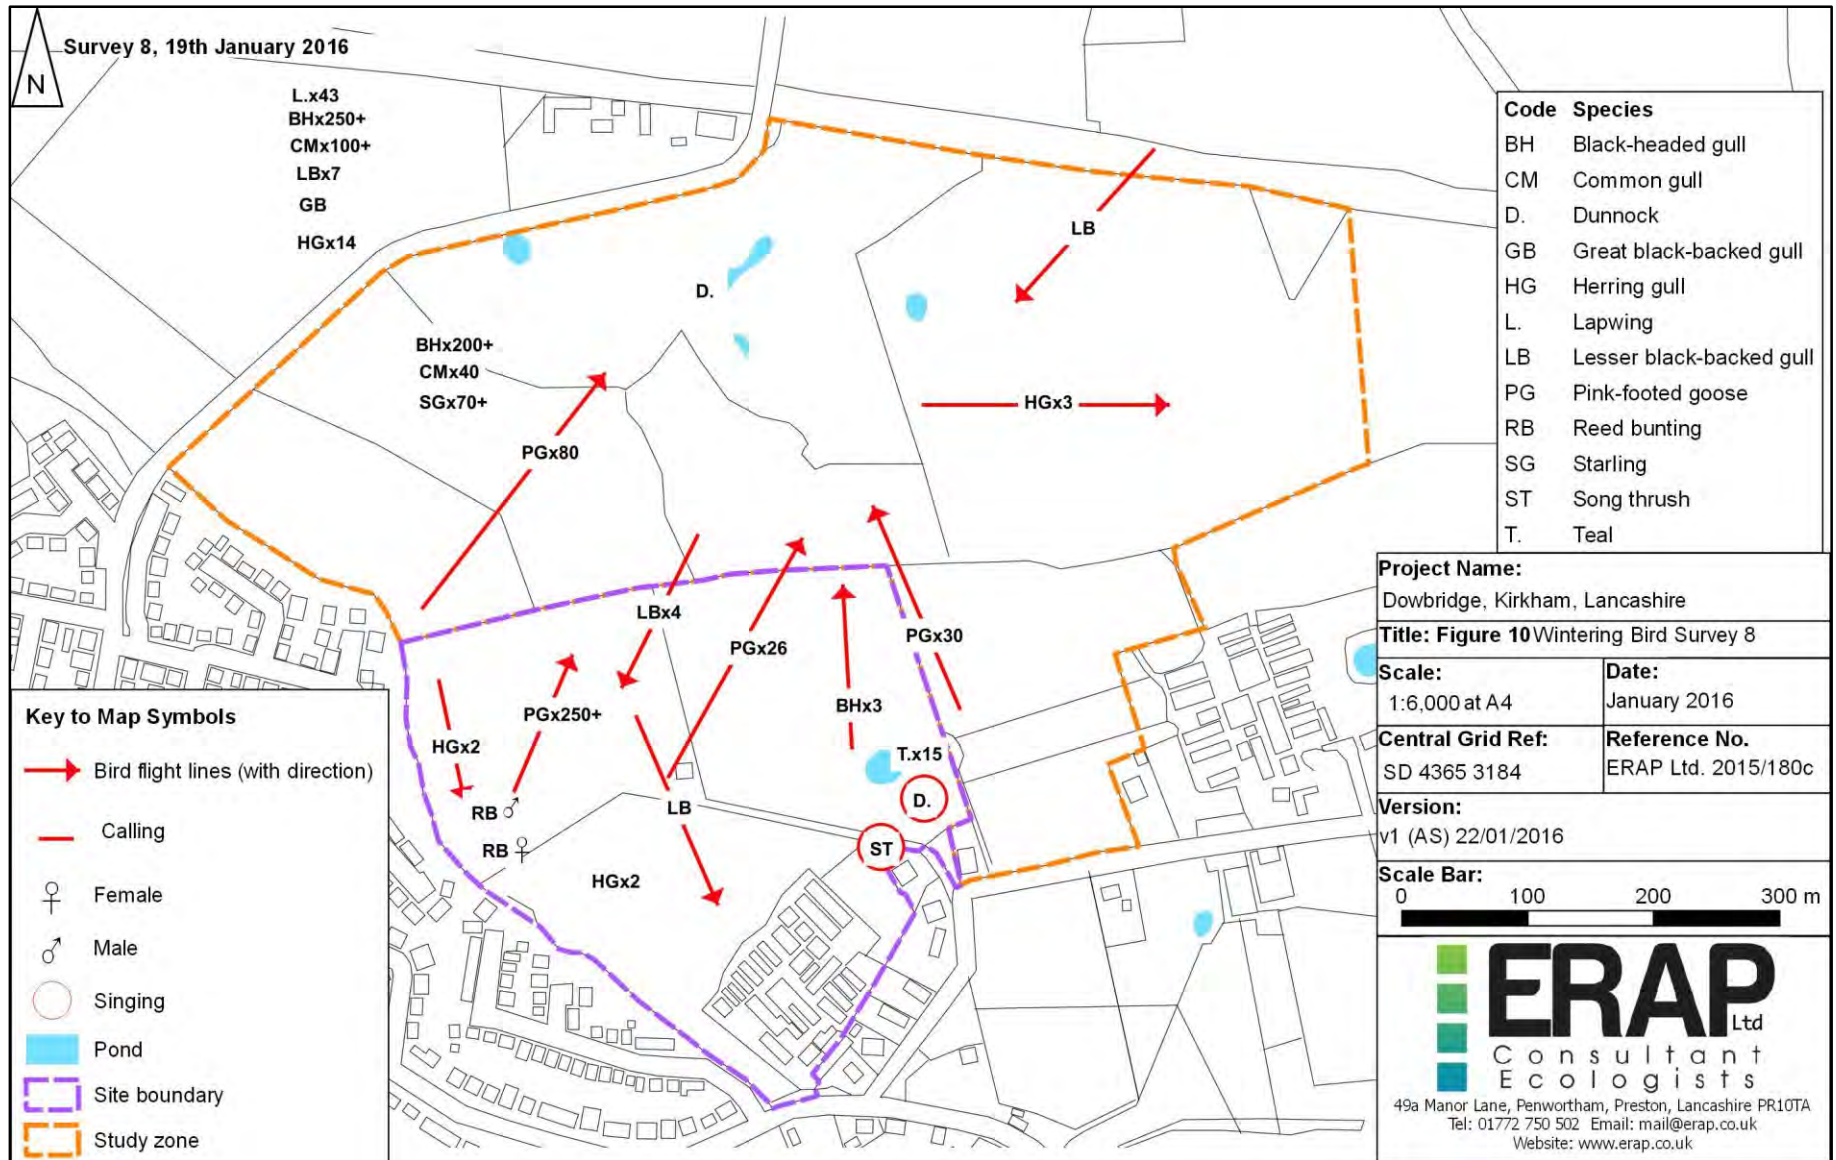 Survey 8, 19th January 2016
N
L.x43
BHx250+
CMx100+
LBx7
GB
HGx14
BHx200+
CMx40
SGx70+
D.
LB
HGx3
PGx80
LBx4
PGx26
PGx30
BHx3
HGx2
PGx250+
T.x15
D.
RB ♂
LB
RB ♀
ST
HGx2
Code Species
BH Black-headed gull
CM Common gull
D. Dunnock
GB Great black-backed gull
HG Herring gull
L. Lapwing
LB Lesser black-backed gull
PG Pink-footed goose
RB Reed bunting
SG Starling
ST Song thrush
T. Teal
Key to Map Symbols
Bird flight lines (with direction)
Calling
♀ Female
♂ Male
Singing
Pond
Site boundary
Study zone
Project Name:
Dowbridge, Kirkham, Lancashire
Title: Figure 10 Wintering Bird Survey 8
Scale:
1:6,000 at A4
Date:
January 2016
Central Grid Ref:
SD 4365 3184
Reference No.
ERAP Ltd. 2015/180c
Version:
v1 (AS) 22/01/2016
Scale Bar:
0 100 200 300 m
ERAP Ltd
Consultant
Ecologists
49a Manor Lane, Penwortham, Preston, Lancashire PR10TA
Tel: 01772 750 502 Email: mail@erap.co.uk
Website: www.erap.co.uk